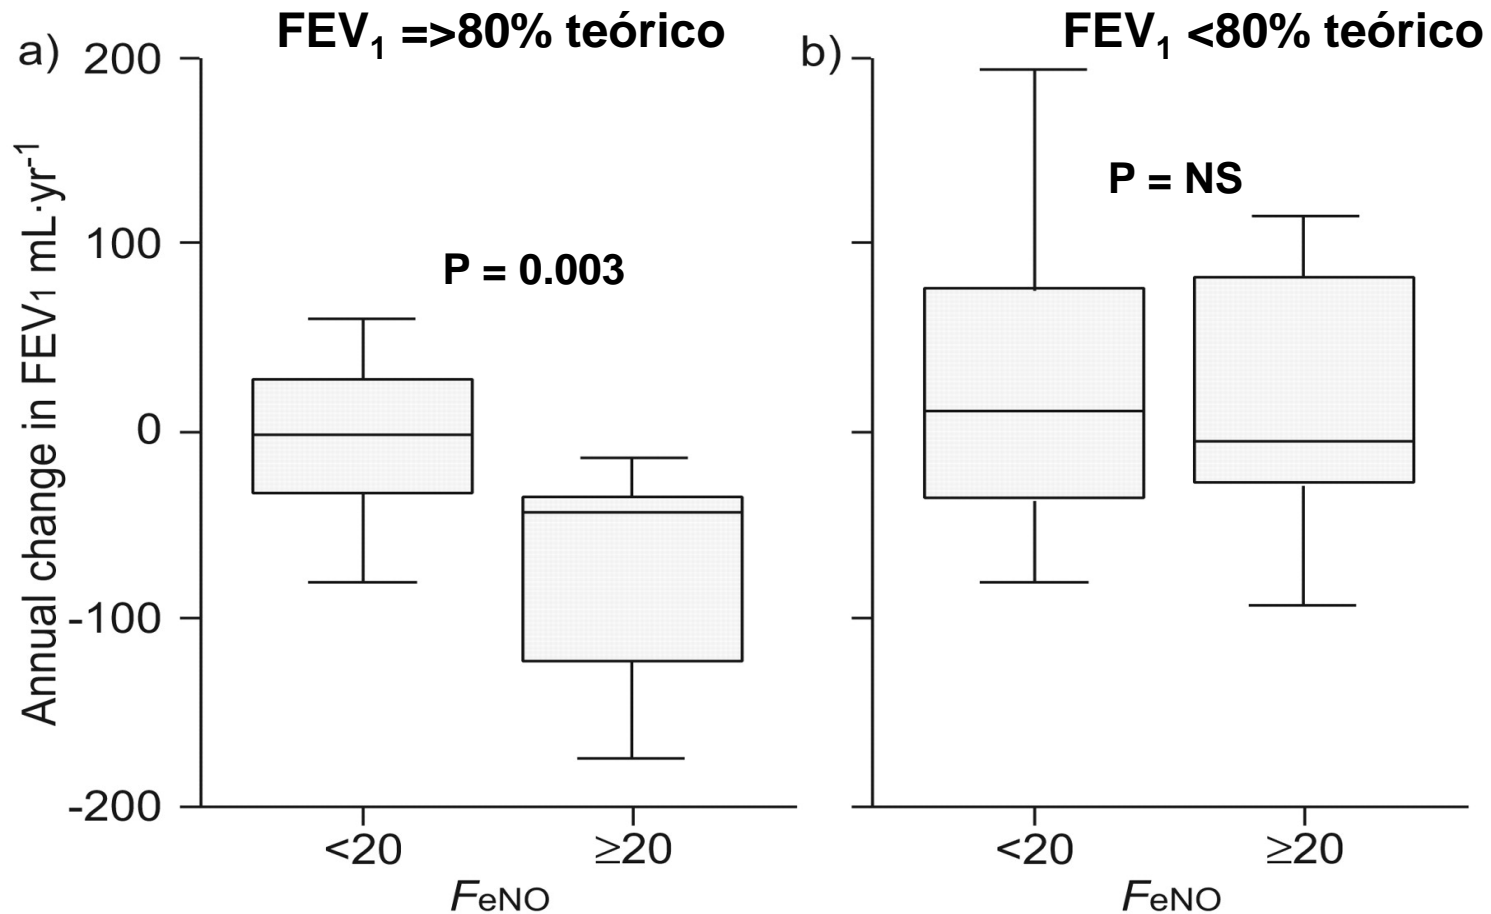 a)
FEV₁ =>80% teórico
b)
FEV₁ <80% teórico
Annual change in FEV1 mL·yr⁻¹
200
100
0
-100
-200
P = 0.003
P = NS
<20
≥20
FeNO
<20
≥20
FeNO